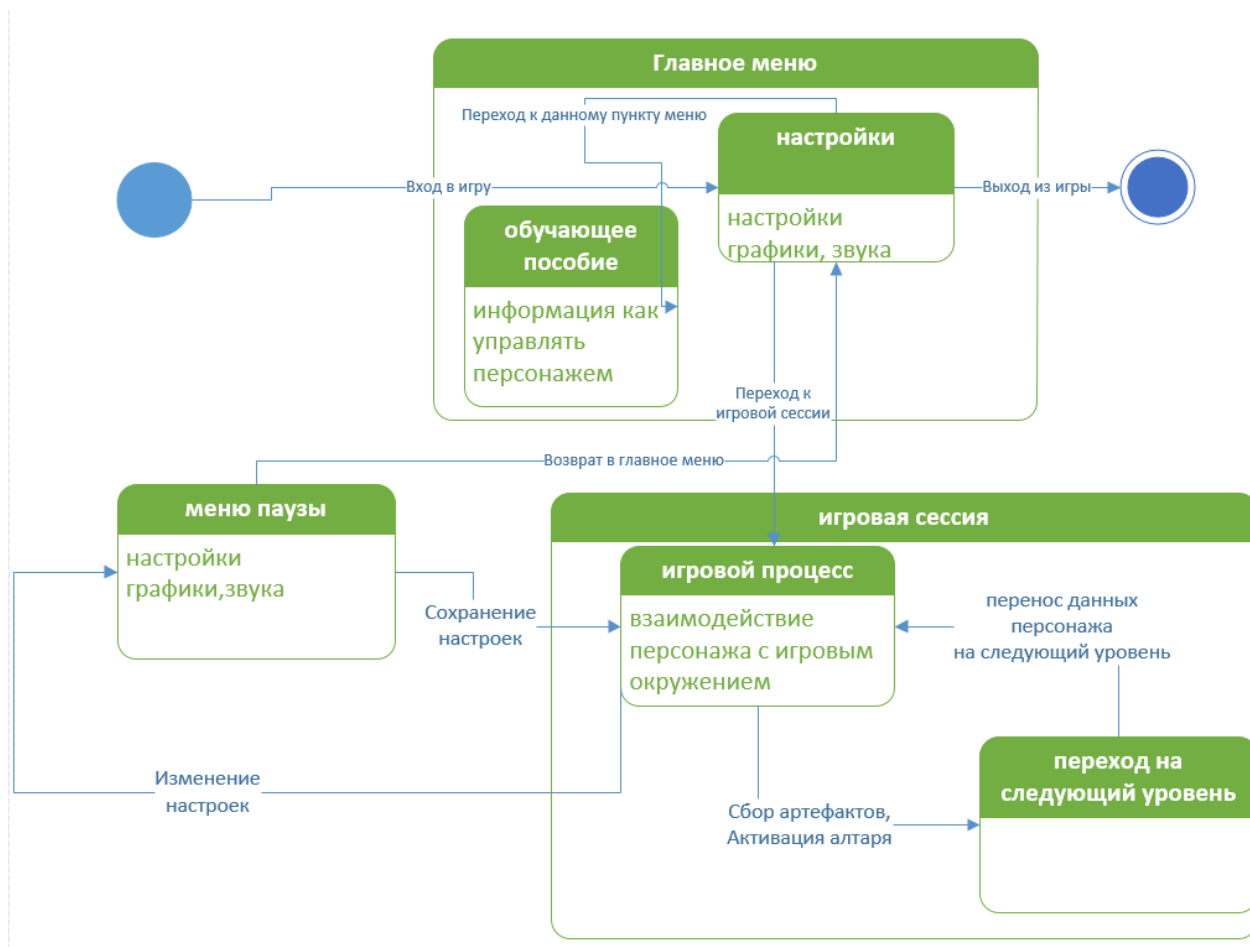 Главное меню
Переход к данному пункту меню
настройки
Вход в игру
Выход из игры
настройки
графики, звука
обучающее
пособие
информация как
управлять
персонажем
Переход к
игровой сессии
Возврат в главное меню
меню паузы
настройки
графики,звука
игровая сессия
игровой процесс
взаимодействие
персонажа с игровым
окружением
Сохранение
настроек
перенос данных
персонажа
на следующий уровень
переход на
следующий уровень
Изменение
настроек
Сбор артефактов,
Активация алтаря